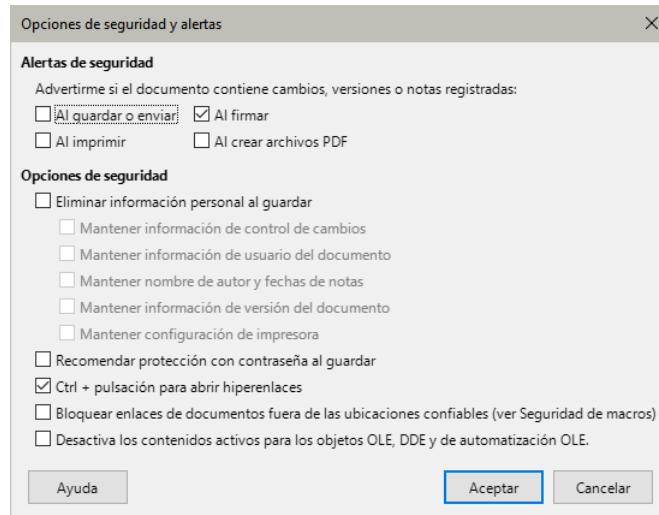 Opciones de seguridad y alertas
Alertas de seguridad
Advertirme si el documento contiene cambios, versiones o notas registradas:
Al guardar o enviar Al firmar
Al imprimir Al crear archivos PDF
Opciones de seguridad
Eliminar información personal al guardar
Mantener información de control de cambios
Mantener información de usuario del documento
Mantener nombre de autor y fechas de notas
Mantener información de versión del documento
Mantener configuración de impresora
Recomendar protección con contraseña al guardar
Ctrl + pulsación para abrir hiperenlaces
Bloquear enlaces de documentos fuera de las ubicaciones confiables (ver Seguridad de macros)
Desactiva los contenidos activos para los objetos OLE, DDE y de automatización OLE.
Ayuda Aceptar Cancelar